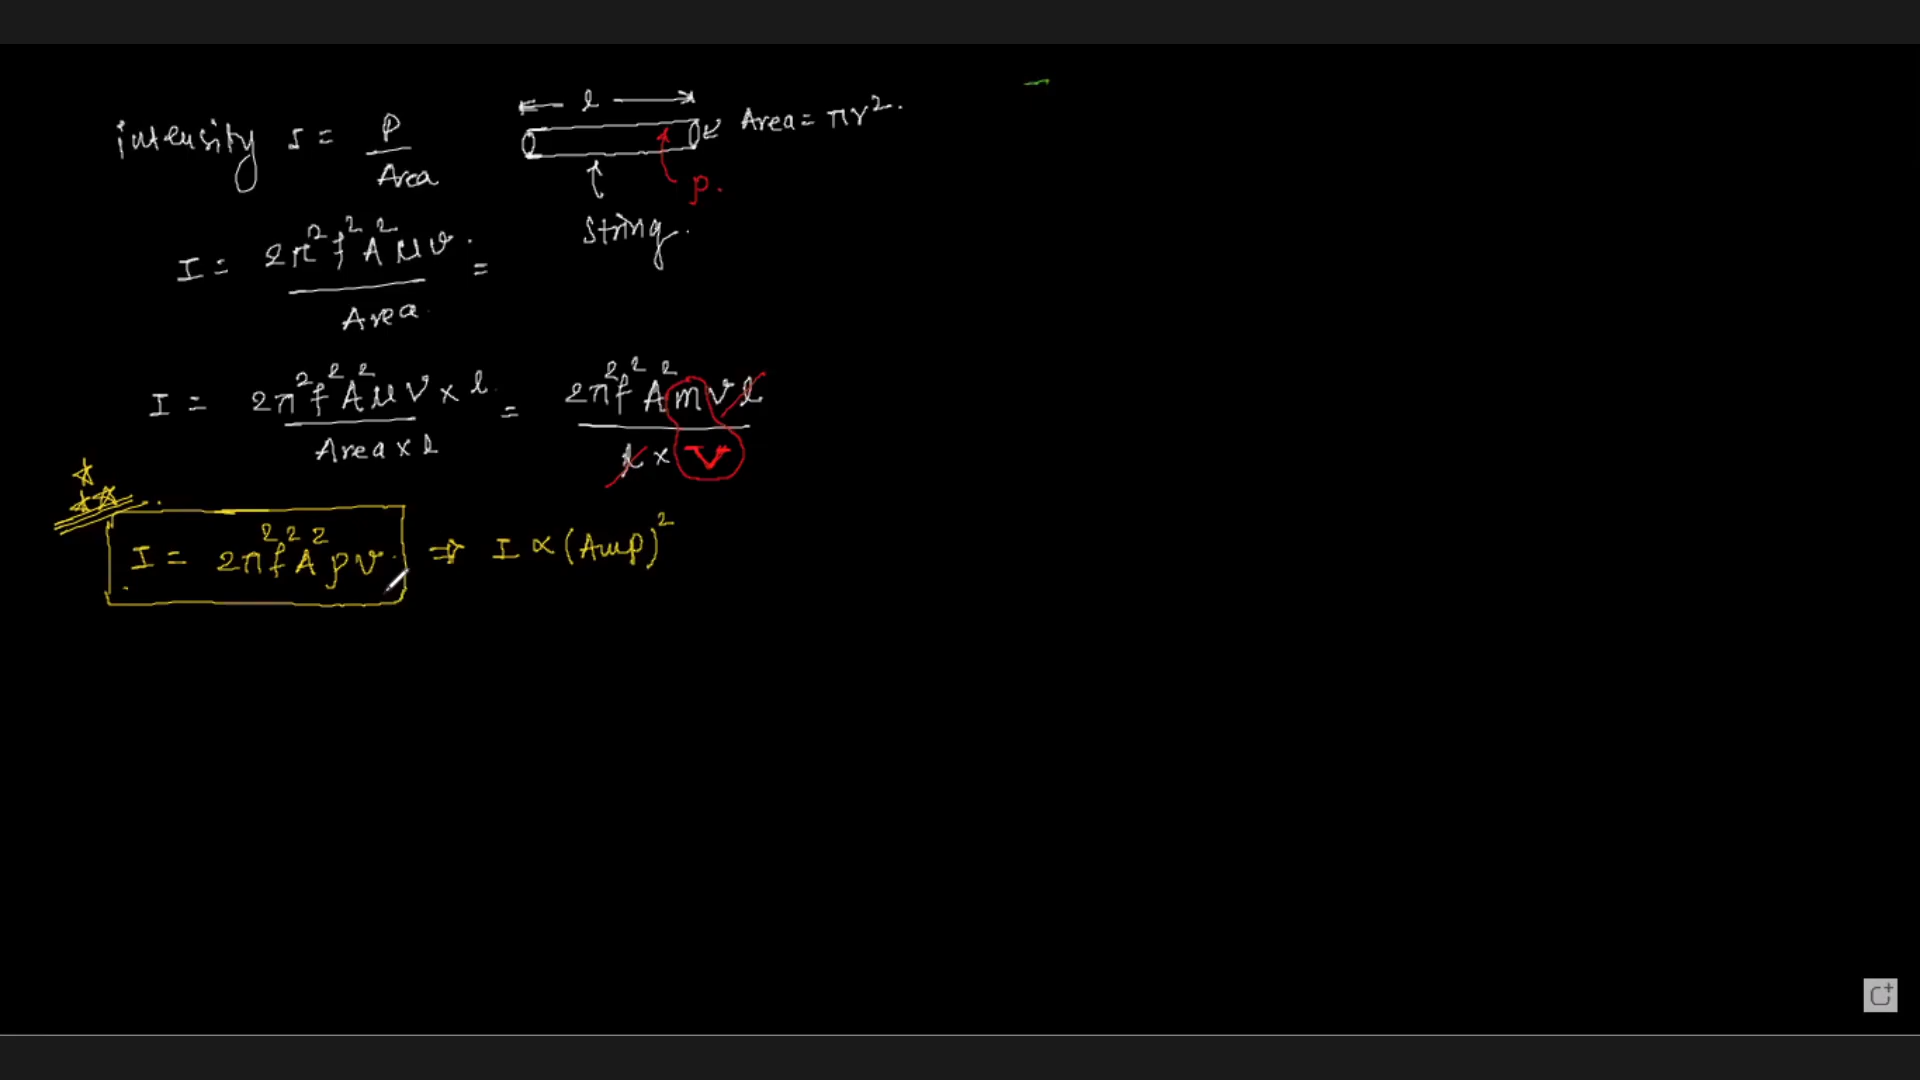 intensity I = P / Area
← l →
Area = πr².
ρ.
String.
I = 2π²f²A²μv. / Area =
I = 2π²f²A²μv × l / Area × l = 2π²f²A²mvl / l × V
I = 2π²f²A²ρv. ⇒ I ∝ (Amp)²